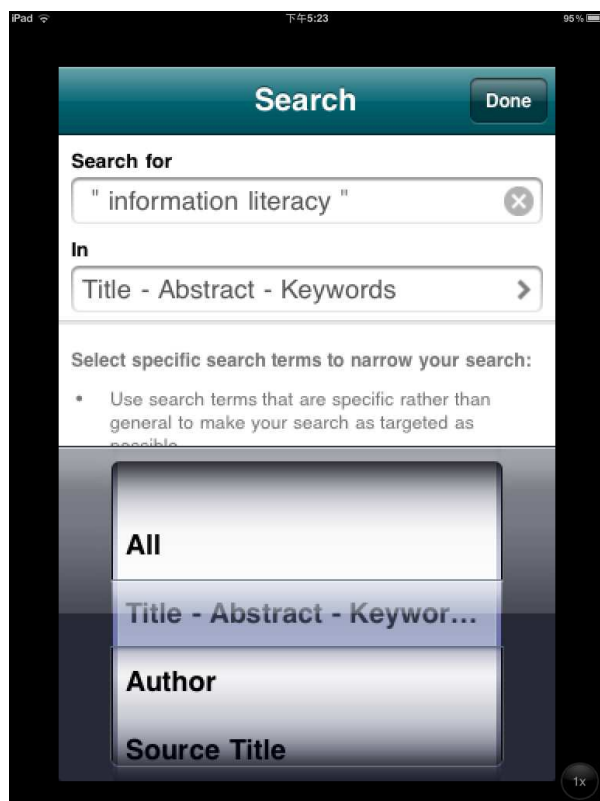 iPad 下午5:23 95%
Search Done
Search for
" information literacy "
In
Title - Abstract - Keywords
Select specific search terms to narrow your search:
• Use search terms that are specific rather than
general to make your search as targeted as
possible
All
Title - Abstract - Keywor...
Author
Source Title
1x